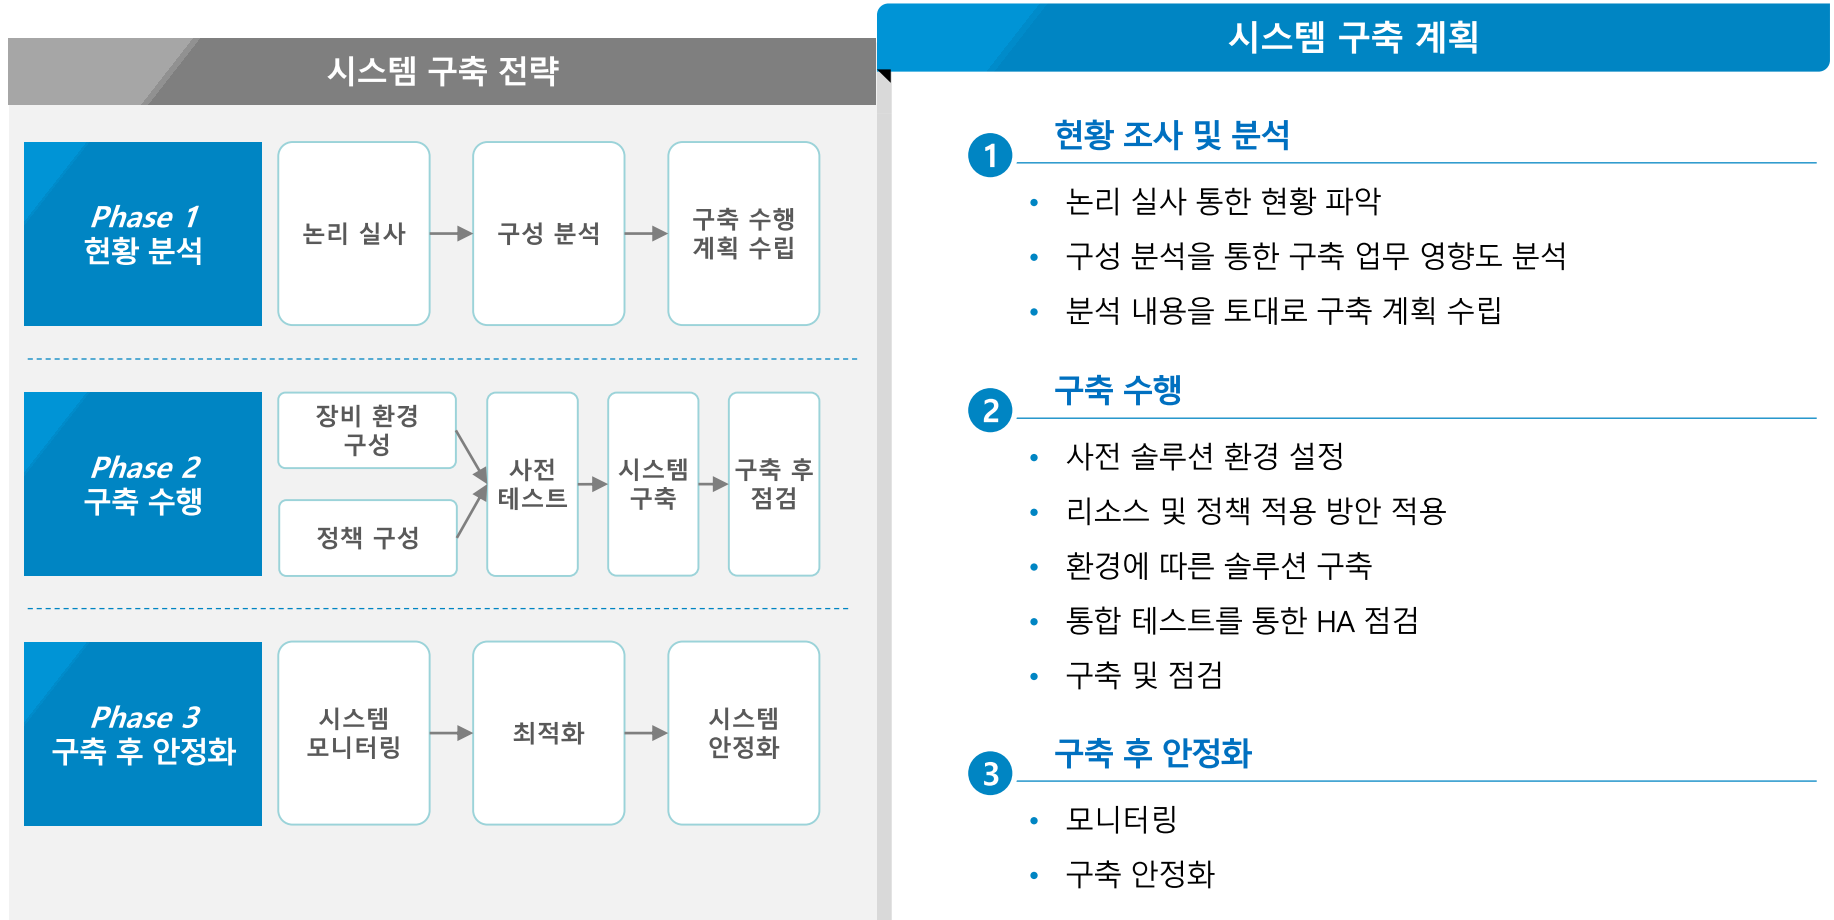 시스템 구축 전략
Phase 1
현황 분석
논리 실사
구성 분석
구축 수행
계획 수립
Phase 2
구축 수행
장비 환경
구성
정책 구성
사전
테스트
시스템
구축
구축 후
점검
Phase 3
구축 후 안정화
시스템
모니터링
최적화
시스템
안정화
시스템 구축 계획
1
현황 조사 및 분석
• 논리 실사 통한 현황 파악
• 구성 분석을 통한 구축 업무 영향도 분석
• 분석 내용을 토대로 구축 계획 수립
2
구축 수행
• 사전 솔루션 환경 설정
• 리소스 및 정책 적용 방안 적용
• 환경에 따른 솔루션 구축
• 통합 테스트를 통한 HA 점검
• 구축 및 점검
3
구축 후 안정화
• 모니터링
• 구축 안정화